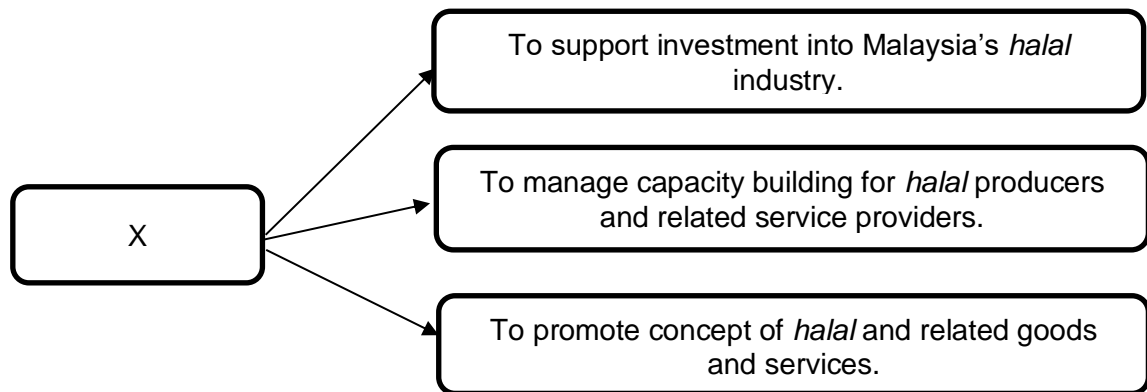 To support investment into Malaysia’s halal
industry.
To manage capacity building for halal producers
and related service providers.
X
To promote concept of halal and related goods
and services.